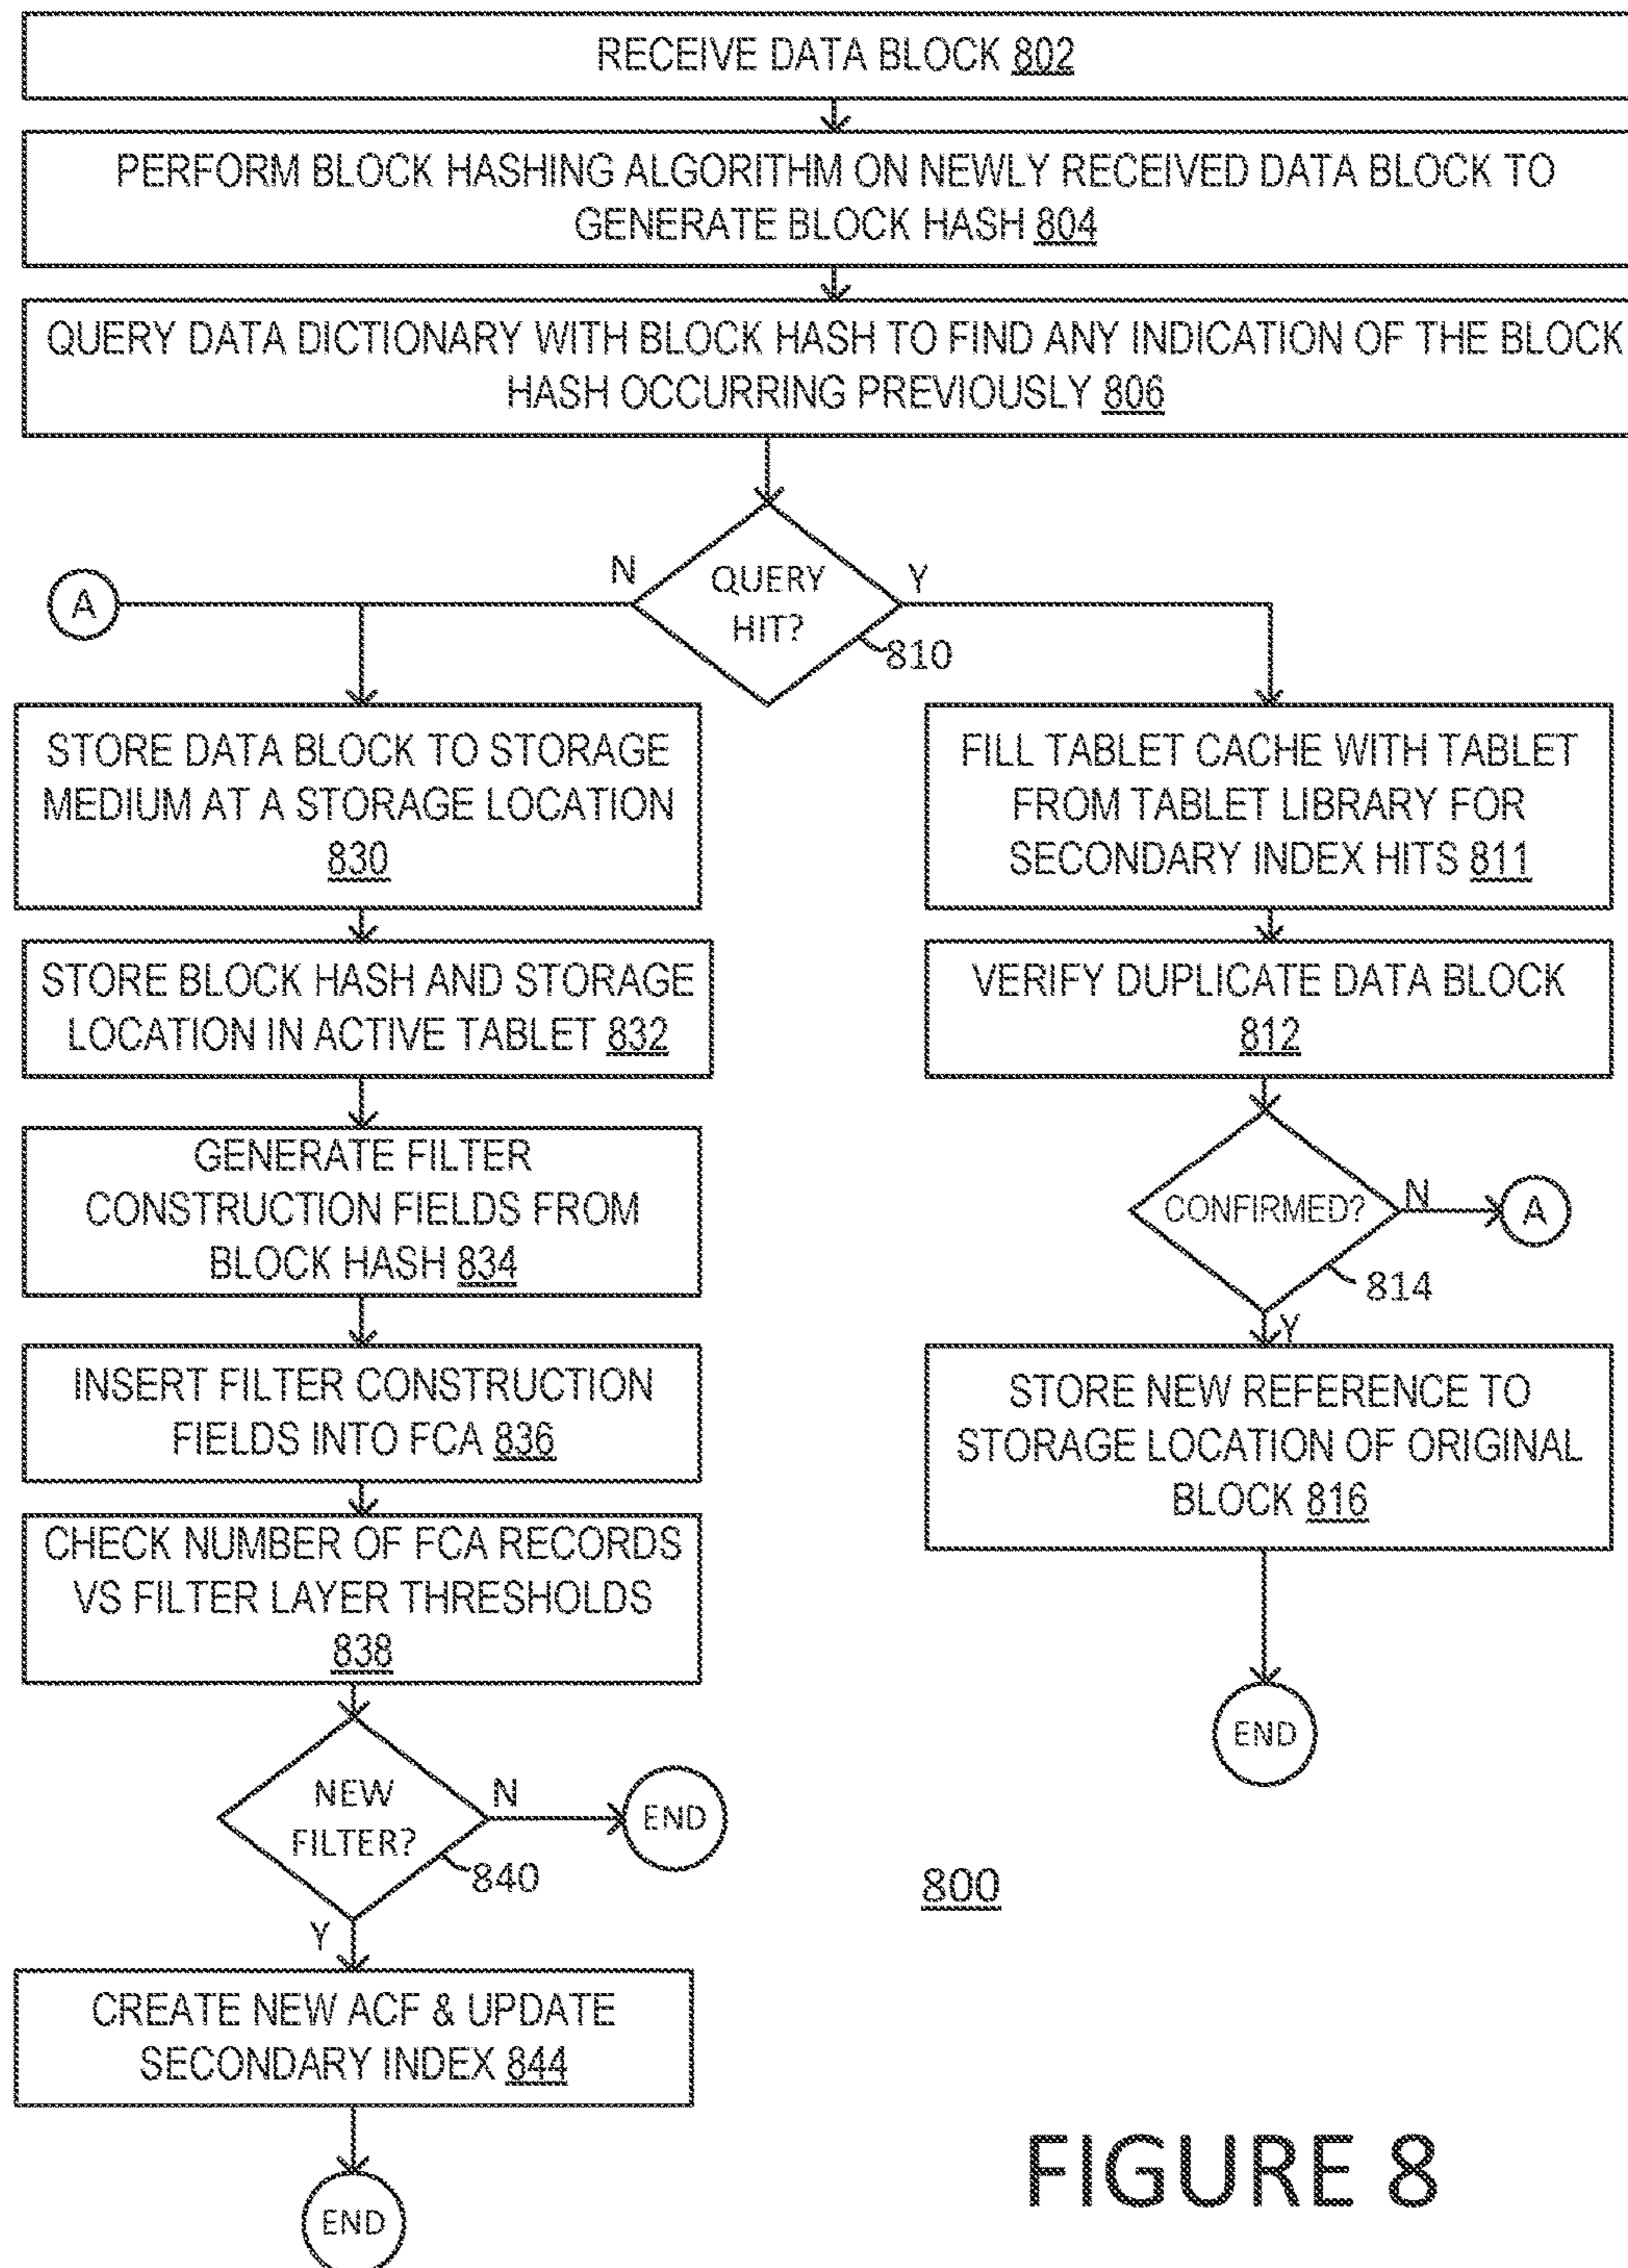 RECEIVE DATA BLOCK 802
PERFORM BLOCK HASHING ALGORITHM ON NEWLY RECEIVED DATA BLOCK TO
GENERATE BLOCK HASH 804
QUERY DATA DICTIONARY WITH BLOCK HASH TO FIND ANY INDICATION OF THE BLOCK
HASH OCCURRING PREVIOUSLY 806
A
N
QUERY
HIT?
Y
810
STORE DATA BLOCK TO STORAGE
MEDIUM AT A STORAGE LOCATION
830
STORE BLOCK HASH AND STORAGE
LOCATION IN ACTIVE TABLET 832
GENERATE FILTER
CONSTRUCTION FIELDS FROM
BLOCK HASH 834
INSERT FILTER CONSTRUCTION
FIELDS INTO FCA 836
CHECK NUMBER OF FCA RECORDS
VS FILTER LAYER THRESHOLDS
838
NEW
FILTER?
N
END
840
Y
CREATE NEW ACF & UPDATE
SECONDARY INDEX 844
END
FILL TABLET CACHE WITH TABLET
FROM TABLET LIBRARY FOR
SECONDARY INDEX HITS 811
VERIFY DUPLICATE DATA BLOCK
812
CONFIRMED?
N
A
814
Y
STORE NEW REFERENCE TO
STORAGE LOCATION OF ORIGINAL
BLOCK 816
END
800
FIGURE 8